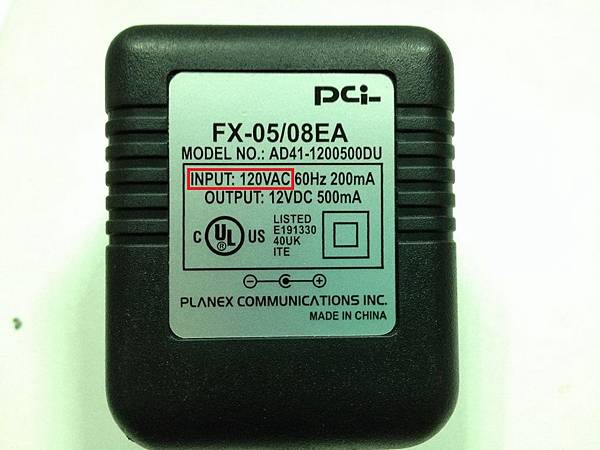 PCi-
FX-05/08EA
MODEL NO.: AD41-1200500DU
INPUT: 120VAC 60Hz 200mA
OUTPUT: 12VDC 500mA
C UL ® US
LISTED
E191330
40UK
ITE
PLANEX COMMUNICATIONS INC.
MADE IN CHINA